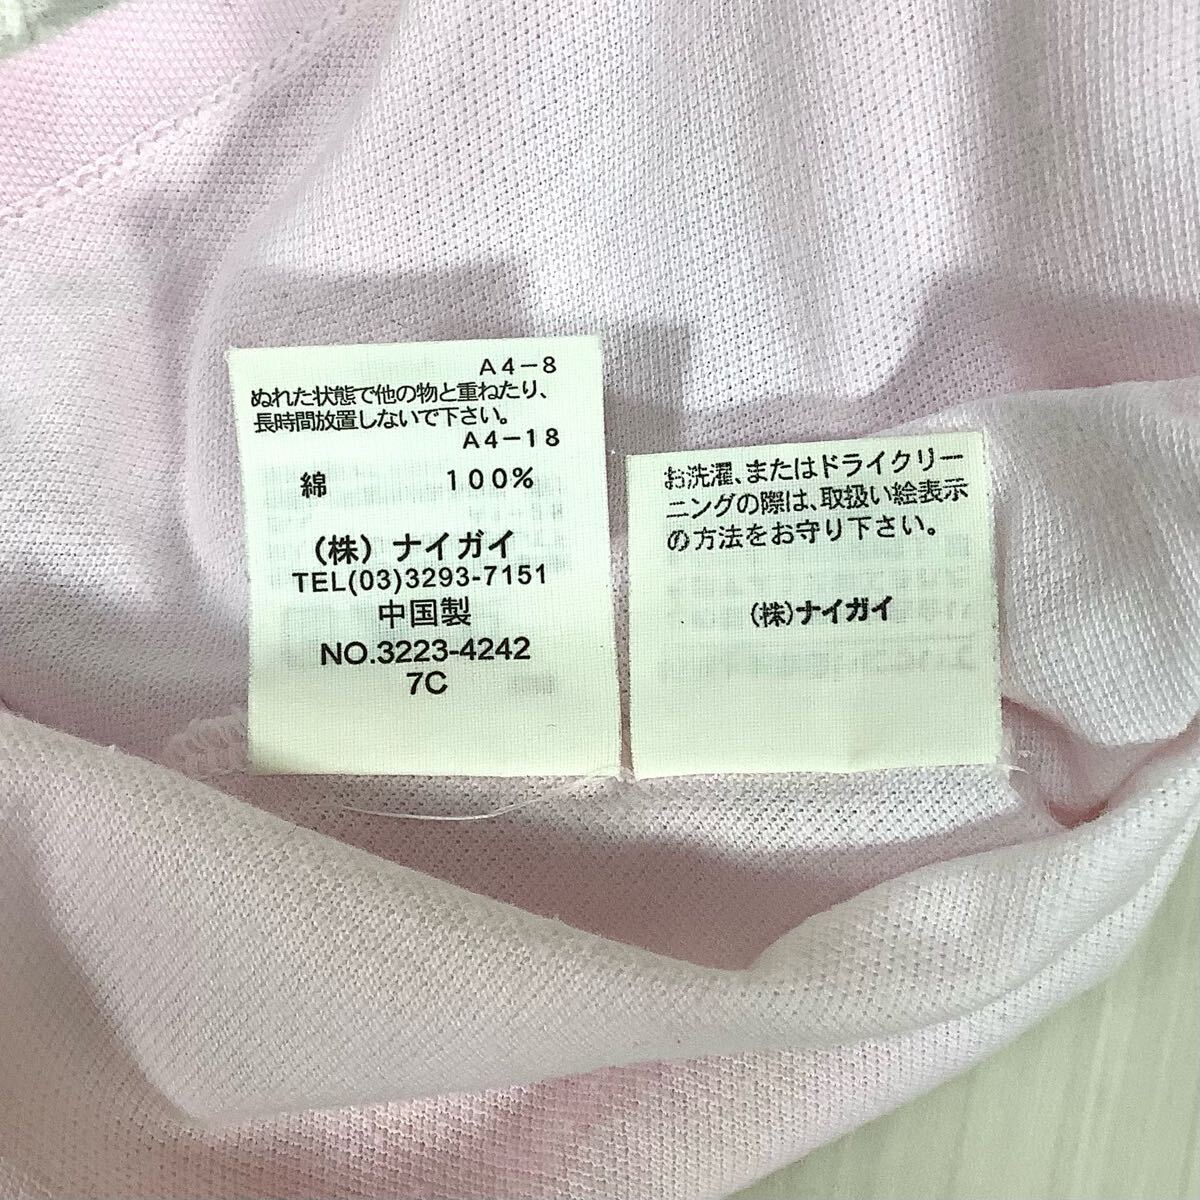 A4-8
ぬれた状態で他の物と重ねたり、
長時間放置しないで下さい。
A4-18
綿 100%
(株) ナイガイ
TEL(03)3293-7151
中国製
NO.3223-4242
7C
お洗濯、またはドライクリー
ニングの際は、取扱い絵表示
の方法をお守り下さい。
(株)ナイガイ